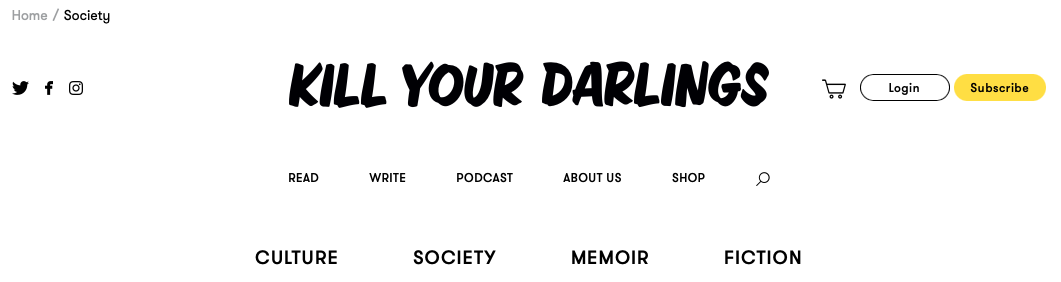 Home / Society
KILL YOUR DARLINGS
Login
Subscribe
READ WRITE PODCAST ABOUT US SHOP
CULTURE SOCIETY MEMOIR FICTION